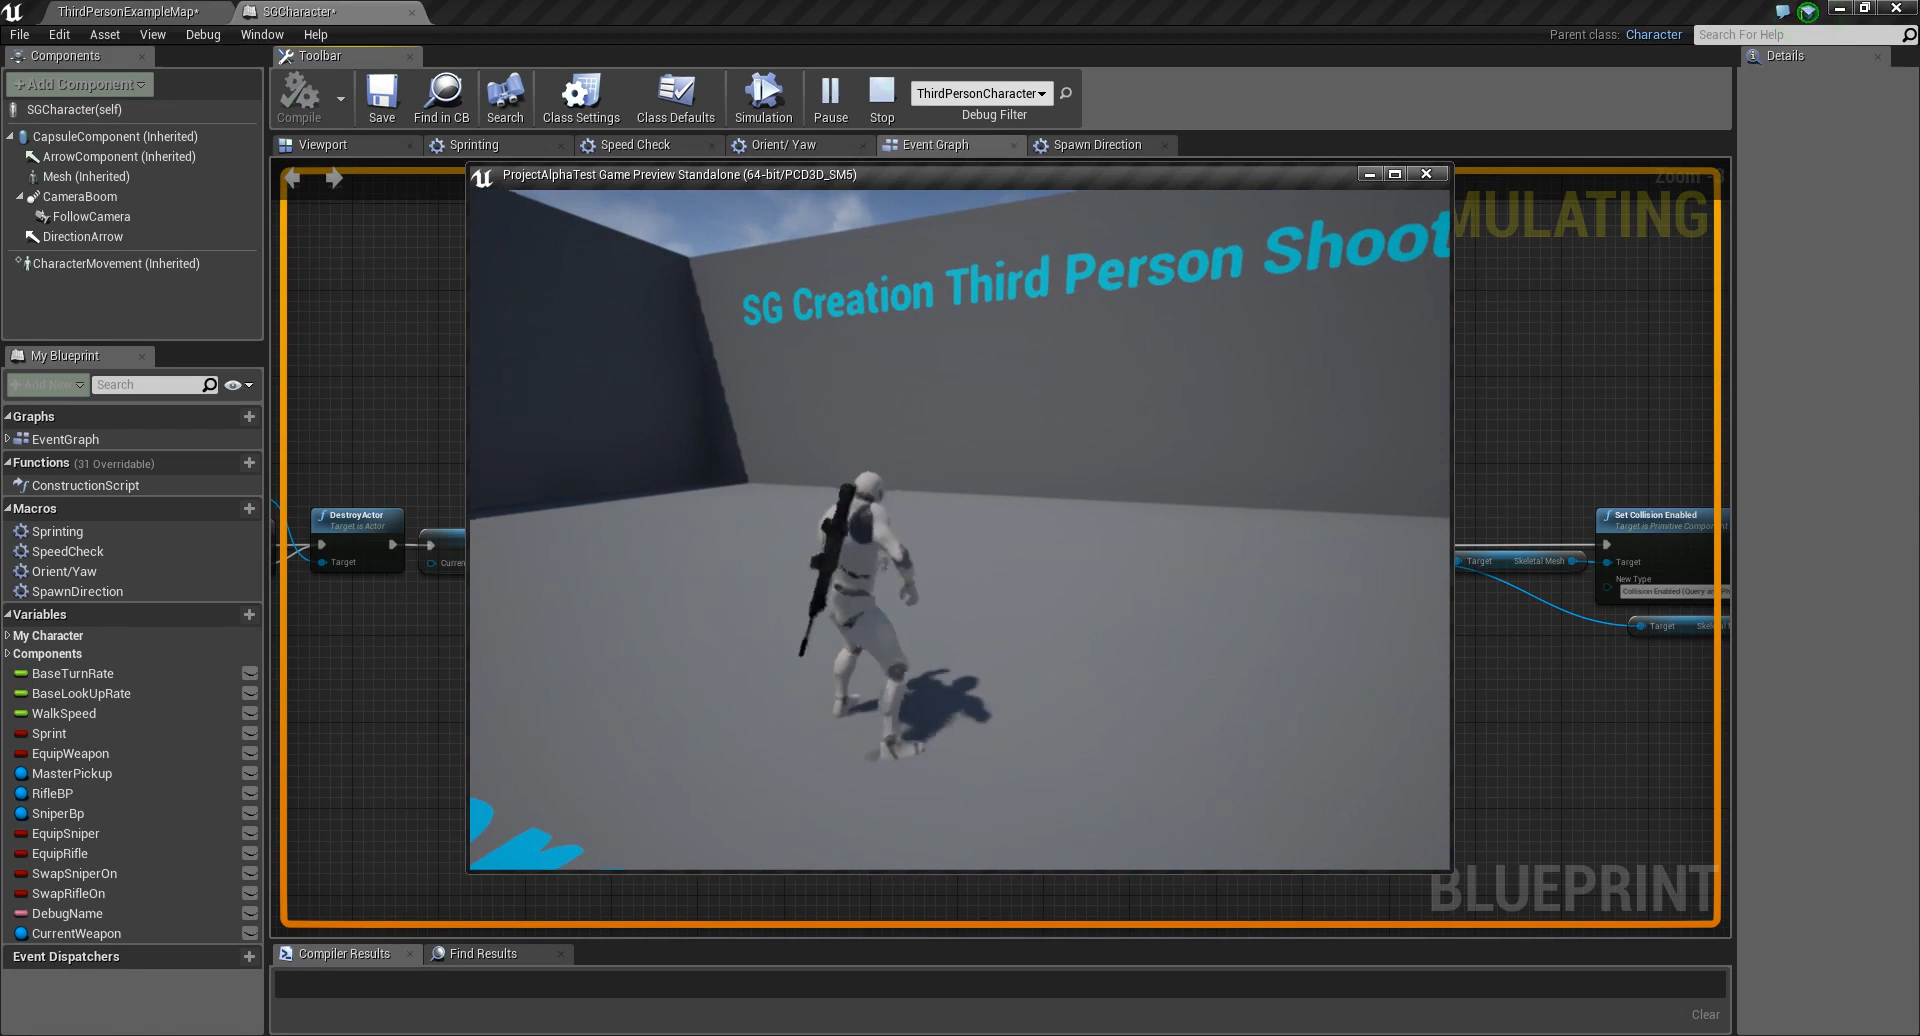 ThirdPersonExampleMap*
SGCharacter*
File Edit Asset View Debug Window Help
Parent class: Character
Search For Help
Components
Toolbar
Details
+Add Component
SGCharacter(self)
CapsuleComponent (Inherited)
ArrowComponent (Inherited)
Mesh (Inherited)
CameraBoom
FollowCamera
DirectionArrow
CharacterMovement (Inherited)
Compile
Save
Find in CB
Search
Class Settings
Class Defaults
Simulation
Pause
Stop
ThirdPersonCharacter
Debug Filter
Viewport
Sprinting
Speed Check
Orient/ Yaw
Event Graph
Spawn Direction
ProjectAlphaTest Game Preview Standalone (64-bit/PCD3D_SM5)
MULATING
SG Creation Third Person Shoot
My Blueprint
+ Add New
Search
Graphs
EventGraph
Functions (31 Overridable)
ConstructionScript
Macros
Sprinting
SpeedCheck
Orient/Yaw
SpawnDirection
Variables
My Character
Components
BaseTurnRate
BaseLookUpRate
WalkSpeed
Sprint
EquipWeapon
MasterPickup
RifleBP
SniperBp
EquipSniper
EquipRifle
SwapSniperOn
SwapRifleOn
DebugName
CurrentWeapon
Event Dispatchers
DestroyActor
Target is Actor
Target
Curren
Target Skeletal Mesh
Set Collision Enabled
Target is Primitive Component
Target
New Type
Collision Enabled (Query an
Target
BLUEPRINT
Compiler Results
Find Results
Clear